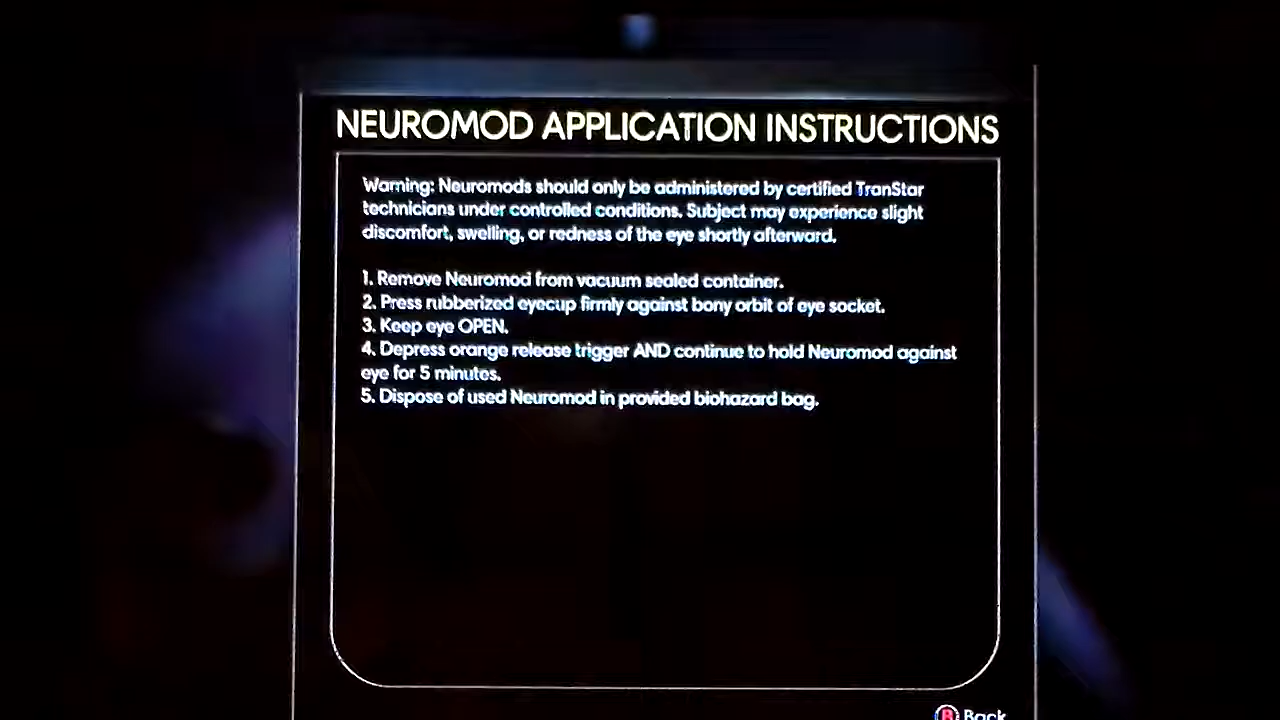 NEUROMOD APPLICATION INSTRUCTIONS
Warning: Neuromods should only be administered by certified TranStar
technicians under controlled conditions. Subject may experience slight
discomfort, swelling, or redness of the eye shortly afterward.
1. Remove Neuromod from vacuum sealed container.
2. Press rubberized eyecup firmly against bony orbit of eye socket.
3. Keep eye OPEN.
4. Depress orange release trigger AND continue to hold Neuromod against
eye for 5 minutes.
5. Dispose of used Neuromod in provided biohazard bag.
B Back